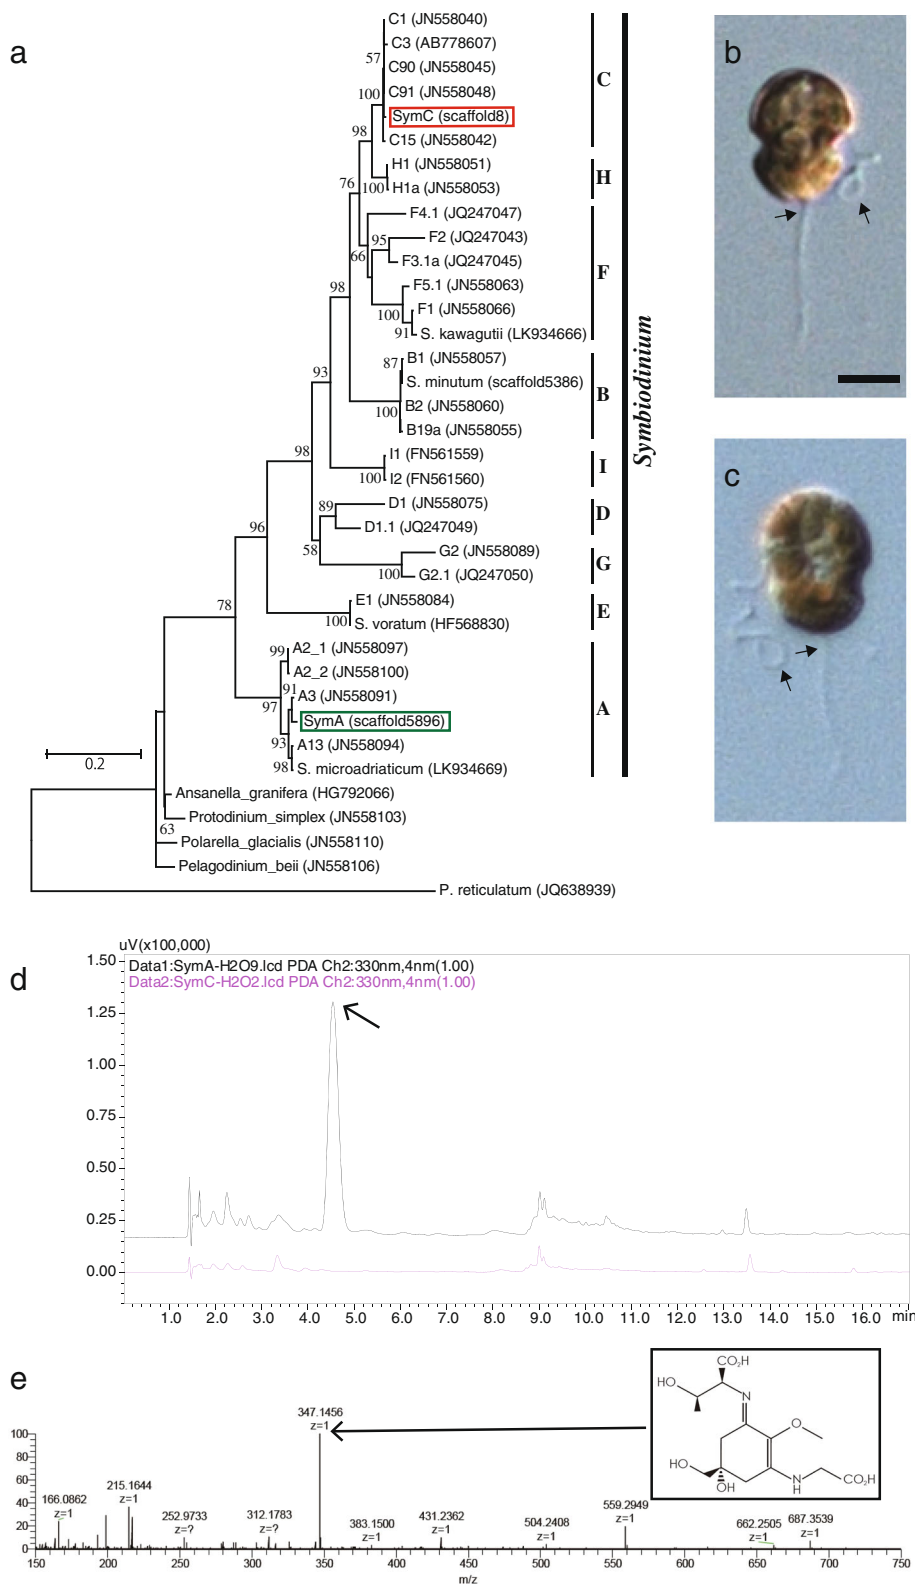 a
C1 (JN558040)
C3 (AB778607)
57
C90 (JN558045)
C91 (JN558048)
100
SymC (scaffold8)
98
C15 (JN558042)
C
H1 (JN558051)
100
H1a (JN558053)
H
76
F4.1 (JQ247047)
95
F2 (JQ247043)
66
F3.1a (JQ247045)
F5.1 (JN558063)
100
F1 (JN558066)
91
S. kawagutii (LK934666)
F
98
B1 (JN558057)
87
S. minutum (scaffold5386)
B2 (JN558060)
100
B19a (JN558055)
B
93
I1 (FN561559)
100
I2 (FN561560)
I
98
D1 (JN558075)
89
D1.1 (JQ247049)
D
58
G2 (JN558089)
100
G2.1 (JQ247050)
G
96
E1 (JN558084)
100
S. voratum (HF568830)
E
78
A2_1 (JN558097)
99
A2_2 (JN558100)
91
A3 (JN558091)
97
SymA (scaffold5896)
93
A13 (JN558094)
98
S. microadriaticum (LK934669)
A
Symbiodinium
0.2
Ansanella_granifera (HG792066)
Protodinium_simplex (JN558103)
63
Polarella_glacialis (JN558110)
Pelagodinium_beii (JN558106)
P. reticulatum (JQ638939)
b
c
d
uV(x100,000)
Data1:SymA-H2O9.lcd PDA Ch2:330nm,4nm(1.00)
Data2:SymC-H2O2.lcd PDA Ch2:330nm,4nm(1.00)
1.50
1.25
1.00
0.75
0.50
0.25
0.00
1.0 2.0 3.0 4.0 5.0 6.0 7.0 8.0 9.0 10.0 11.0 12.0 13.0 14.0 15.0 16.0 min
e
100
80
60
40
20
0
166.0862
z=1
215.1644
z=1
252.9733
z=?
312.1783
z=?
347.1456
z=1
383.1500
z=1
431.2362
z=1
504.2408
z=1
559.2949
z=1
662.2505
z=1
687.3539
z=1
150 200 250 300 350 400 450 500 550 600 650 700 750
m/z
CO₂H
HO
N
O
HO
OH
N
H
CO₂H